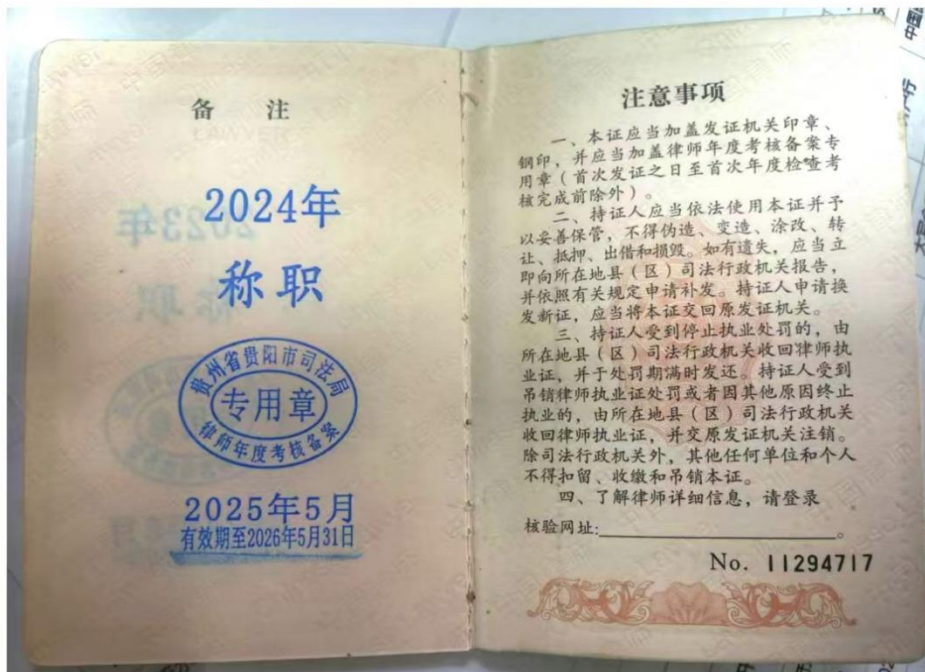 备 注
LAWYER
2024年
称职
贵州省贵阳市司法局
专用章
律师年度考核备案
2025年5月
有效期至2026年5月31日
注意事项
一、本证应当加盖发证机关印章、
钢印，并应当加盖律师年度考核备案专
用章（首次发证之日至首次年度检查考
核完成前除外）。
二、持证人应当依法使用本证并予
以妥善保管，不得伪造、变造、涂改、转
让、抵押、出借和损毁。如有遗失，应当立
即向所在地县（区）司法行政机关报告，
并依照有关规定申请补发。持证人申请换
发新证，应当将本证交回原发证机关。
三、持证人受到停止执业处罚的，由
所在地县（区）司法行政机关收回律师执
业证，并于处罚期满时发还。持证人受到
吊销律师执业证处罚或者因其他原因终止
执业的，由所在地县（区）司法行政机关
收回律师执业证，并交原发证机关注销。
除司法行政机关外，其他任何单位和个人
不得扣留、收缴和吊销本证。
四、了解律师详细信息，请登录
核验网址:。
No. 11294717